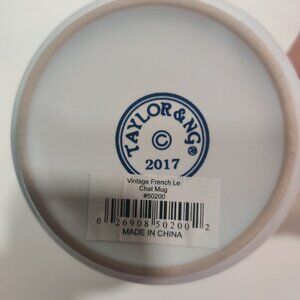 TAYLOR&NG®
©
2017
Vintage French Le
Chat Mug
#50200
0 26908 50200 2
MADE IN CHINA